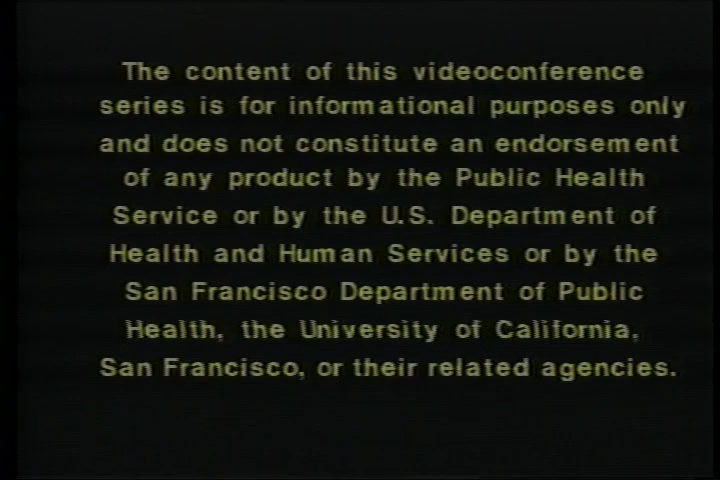 The content of this videoconference
series is for informational purposes only
and does not constitute an endorsement
of any product by the Public Health
Service or by the U.S. Department of
Health and Human Services or by the
San Francisco Department of Public
Health, the University of California,
San Francisco, or their related agencies.